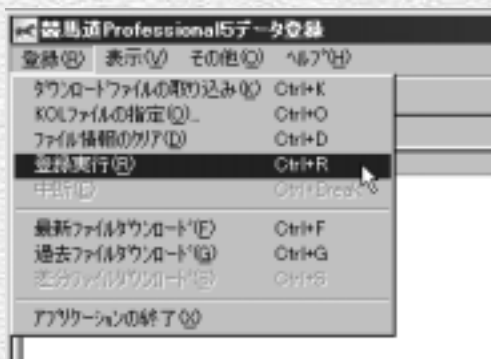 競馬道Professional5データ登録
登録(R) 表示(V) その他(O) ヘルプ(H)
ダウンロードファイルの取り込み(K) Ctrl+K
KOLファイルの指定(O)... Ctrl+O
ファイル情報のクリア(D) Ctrl+D
登録実行(R) Ctrl+R
中断(E) Ctrl+Break
最新ファイルダウンロード(F) Ctrl+F
過去ファイルダウンロード(G) Ctrl+G
差分ファイルダウンロード(S) Ctrl+S
アプリケーションの終了(X)